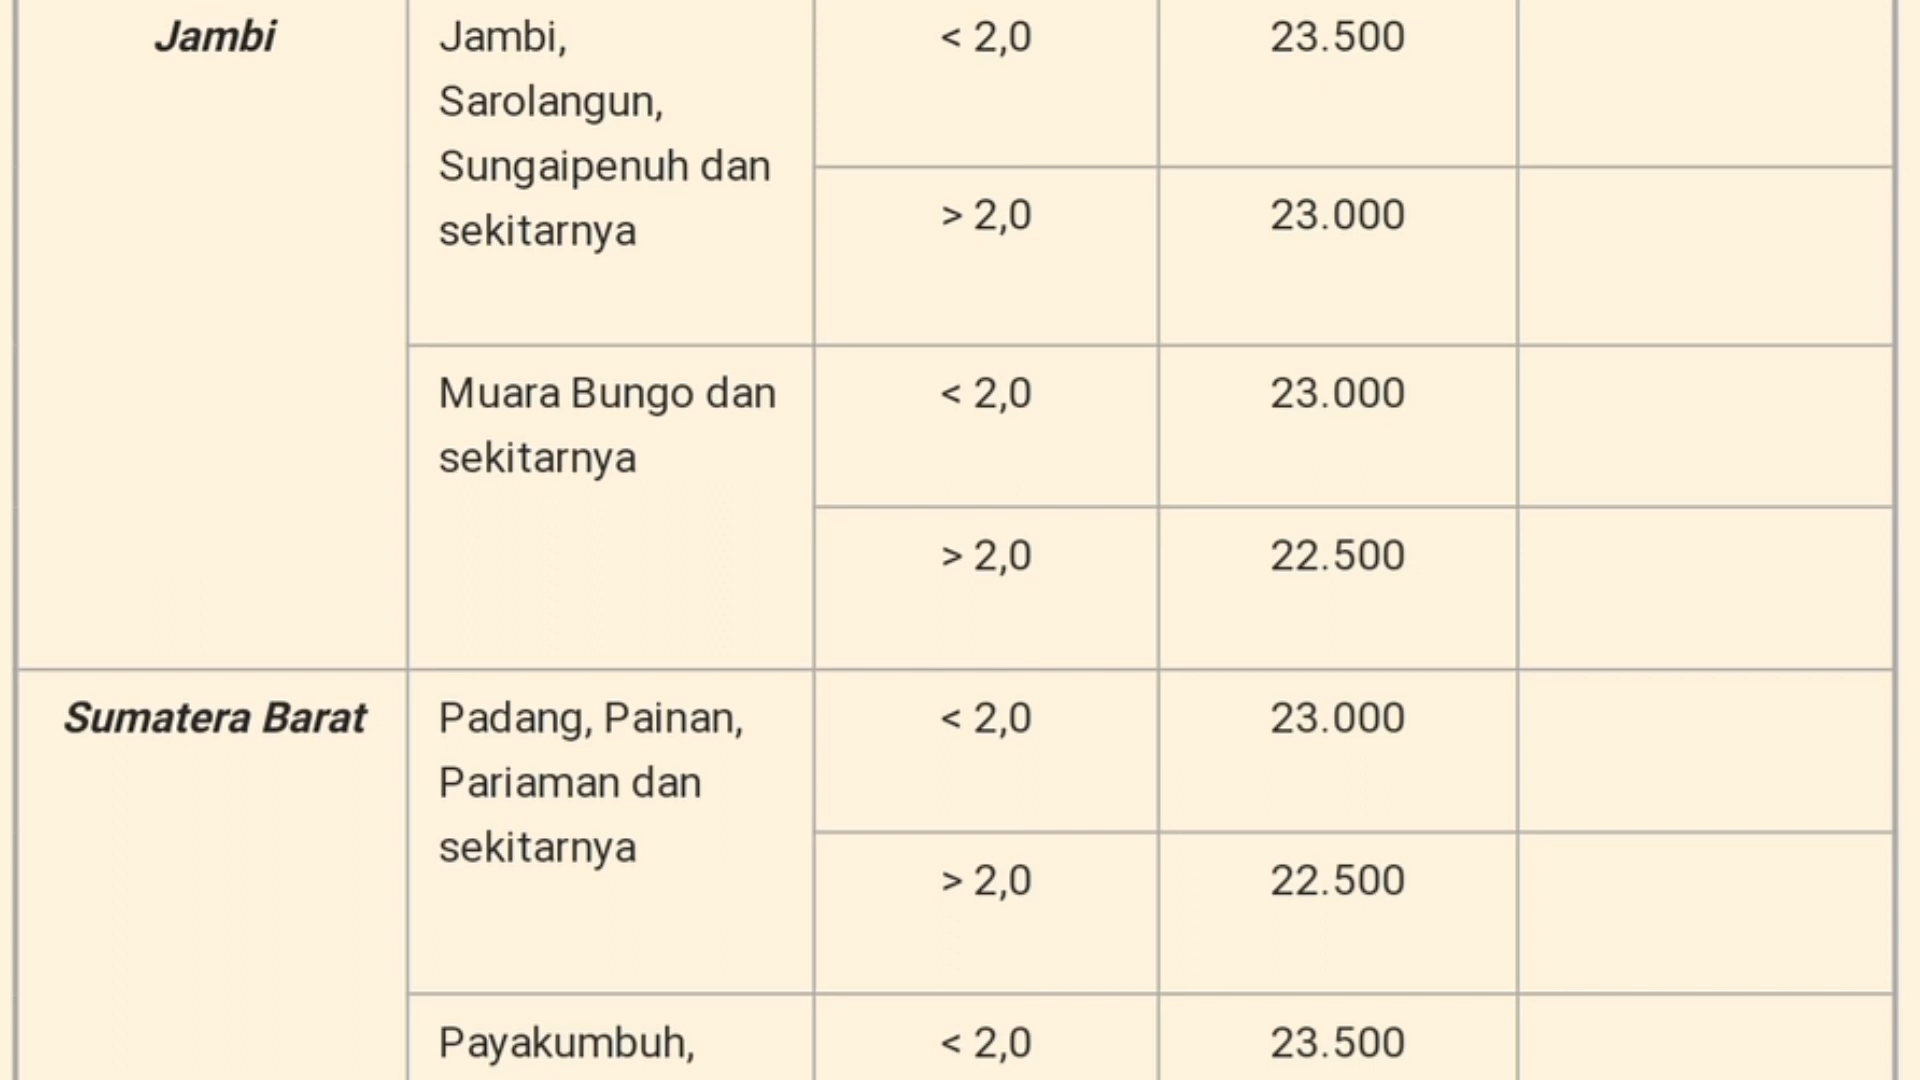 Jambi
Jambi,
Sarolangun,
Sungaipenuh dan
sekitarnya
< 2,0
23.500
> 2,0
23.000
Muara Bungo dan
sekitarnya
< 2,0
23.000
> 2,0
22.500
Sumatera Barat
Padang, Painan,
Pariaman dan
sekitarnya
< 2,0
23.000
> 2,0
22.500
Payakumbuh,
< 2,0
23.500